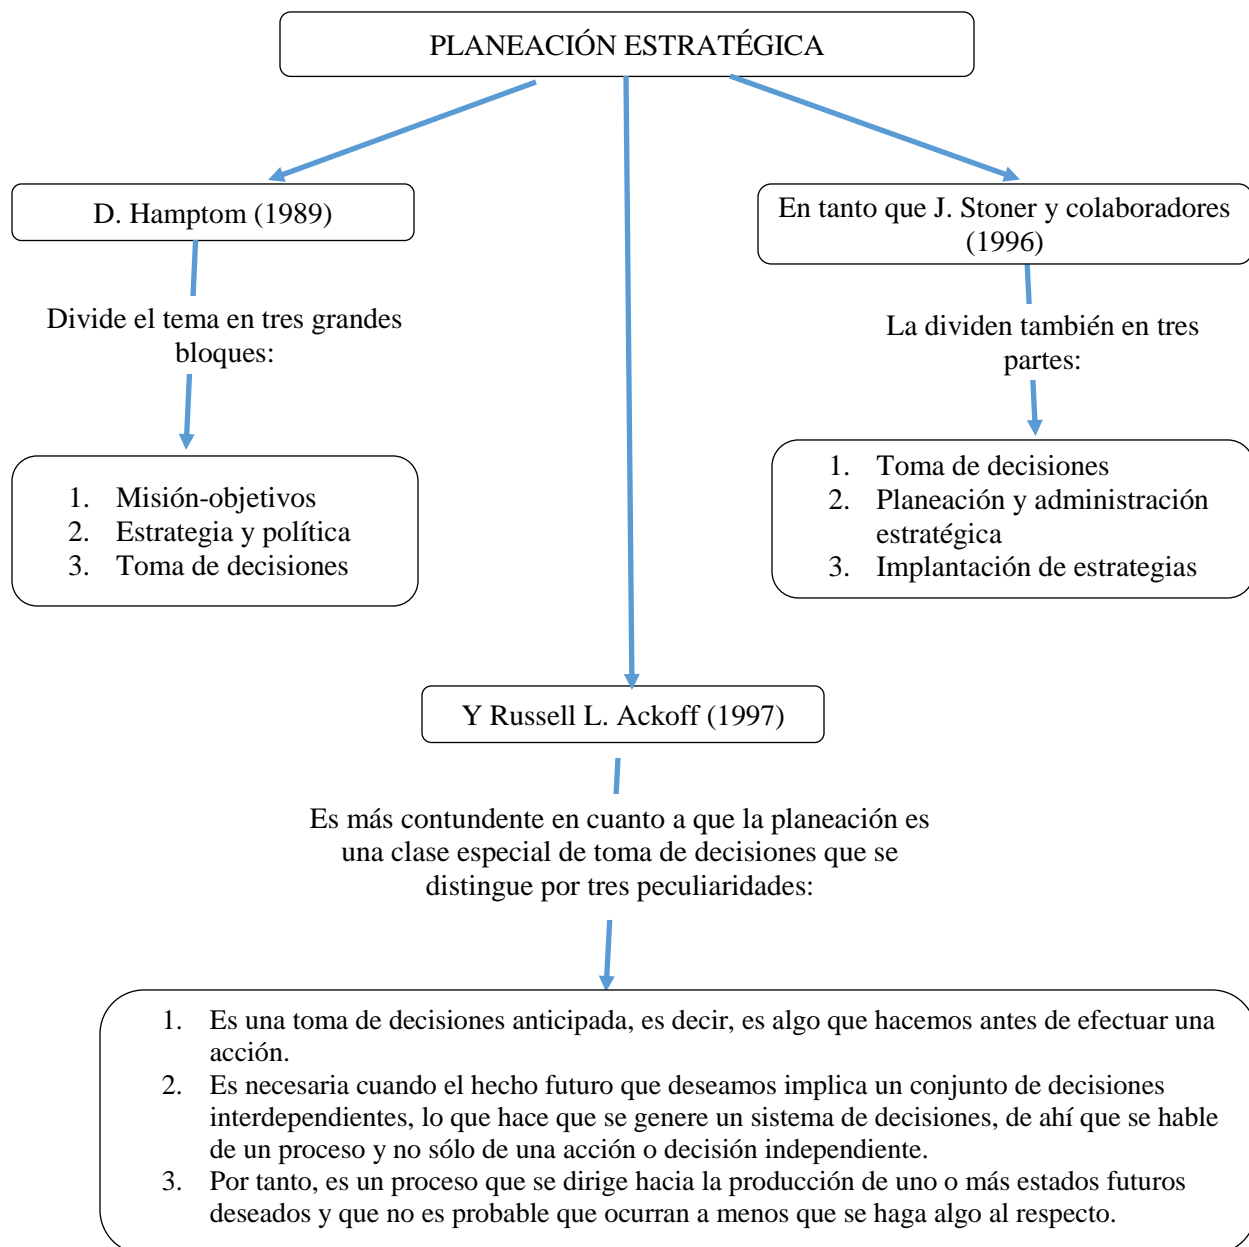 PLANEACIÓN ESTRATÉGICA
D. Hamptom (1989)
Divide el tema en tres grandes
bloques:
1. Misión-objetivos
2. Estrategia y política
3. Toma de decisiones
En tanto que J. Stoner y colaboradores
(1996)
La dividen también en tres
partes:
1. Toma de decisiones
2. Planeación y administración
estratégica
3. Implantación de estrategias
Y Russell L. Ackoff (1997)
Es más contundente en cuanto a que la planeación es
una clase especial de toma de decisiones que se
distingue por tres peculiaridades:
1. Es una toma de decisiones anticipada, es decir, es algo que hacemos antes de efectuar una
acción.
2. Es necesaria cuando el hecho futuro que deseamos implica un conjunto de decisiones
interdependientes, lo que hace que se genere un sistema de decisiones, de ahí que se hable
de un proceso y no sólo de una acción o decisión independiente.
3. Por tanto, es un proceso que se dirige hacia la producción de uno o más estados futuros
deseados y que no es probable que ocurran a menos que se haga algo al respecto.